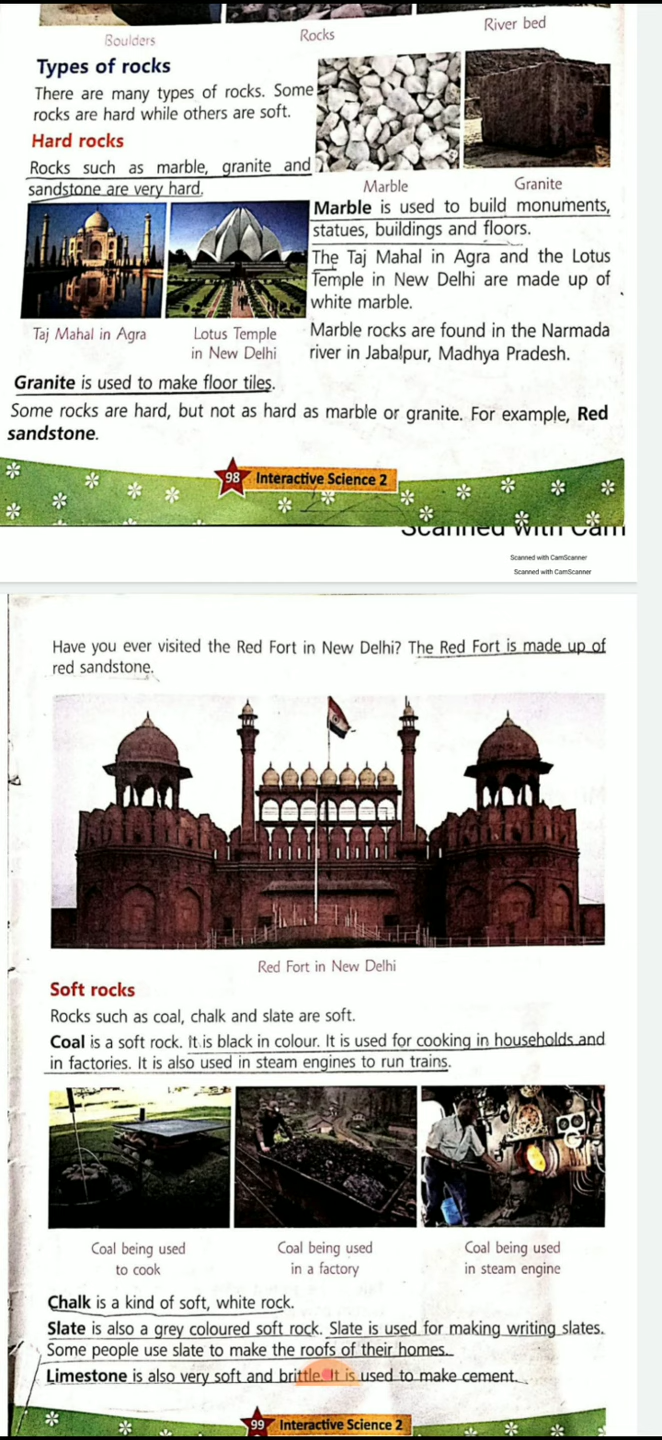 Boulders
Rocks
River bed
Types of rocks
There are many types of rocks. Some
rocks are hard while others are soft.
Hard rocks
Rocks such as marble, granite and
sandstone are very hard.
Marble
Granite
Marble is used to build monuments,
statues, buildings and floors.
The Taj Mahal in Agra and the Lotus
Temple in New Delhi are made up of
white marble.
Taj Mahal in Agra
Lotus Temple
in New Delhi
Marble rocks are found in the Narmada
river in Jabalpur, Madhya Pradesh.
Granite is used to make floor tiles.
Some rocks are hard, but not as hard as marble or granite. For example, Red
sandstone.
98 Interactive Science 2
Scanned with Cam
Scanned with CamScanner
Scanned with CamScanner
Have you ever visited the Red Fort in New Delhi? The Red Fort is made up of
red sandstone.
Red Fort in New Delhi
Soft rocks
Rocks such as coal, chalk and slate are soft.
Coal is a soft rock. It is black in colour. It is used for cooking in households and
in factories. It is also used in steam engines to run trains.
Coal being used
to cook
Coal being used
in a factory
Coal being used
in steam engine
Chalk is a kind of soft, white rock.
Slate is also a grey coloured soft rock. Slate is used for making writing slates.
Some people use slate to make the roofs of their homes.
Limestone is also very soft and brittle. It is used to make cement.
99 Interactive Science 2